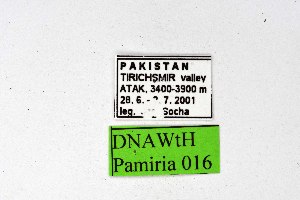 PAKISTAN
TIRICHSMIR valley
ATAK, 3400-3900 m
28. 6. - 2. 7. 2001
leg. Socha
DNAWtH
Pamiria 016